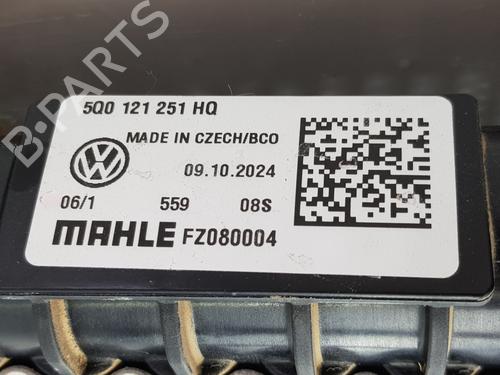 5Q0 121 251 HQ
MADE IN CZECH/BCO
09.10.2024
06/1 559 08S
MAHLE FZ080004
B-PARTS